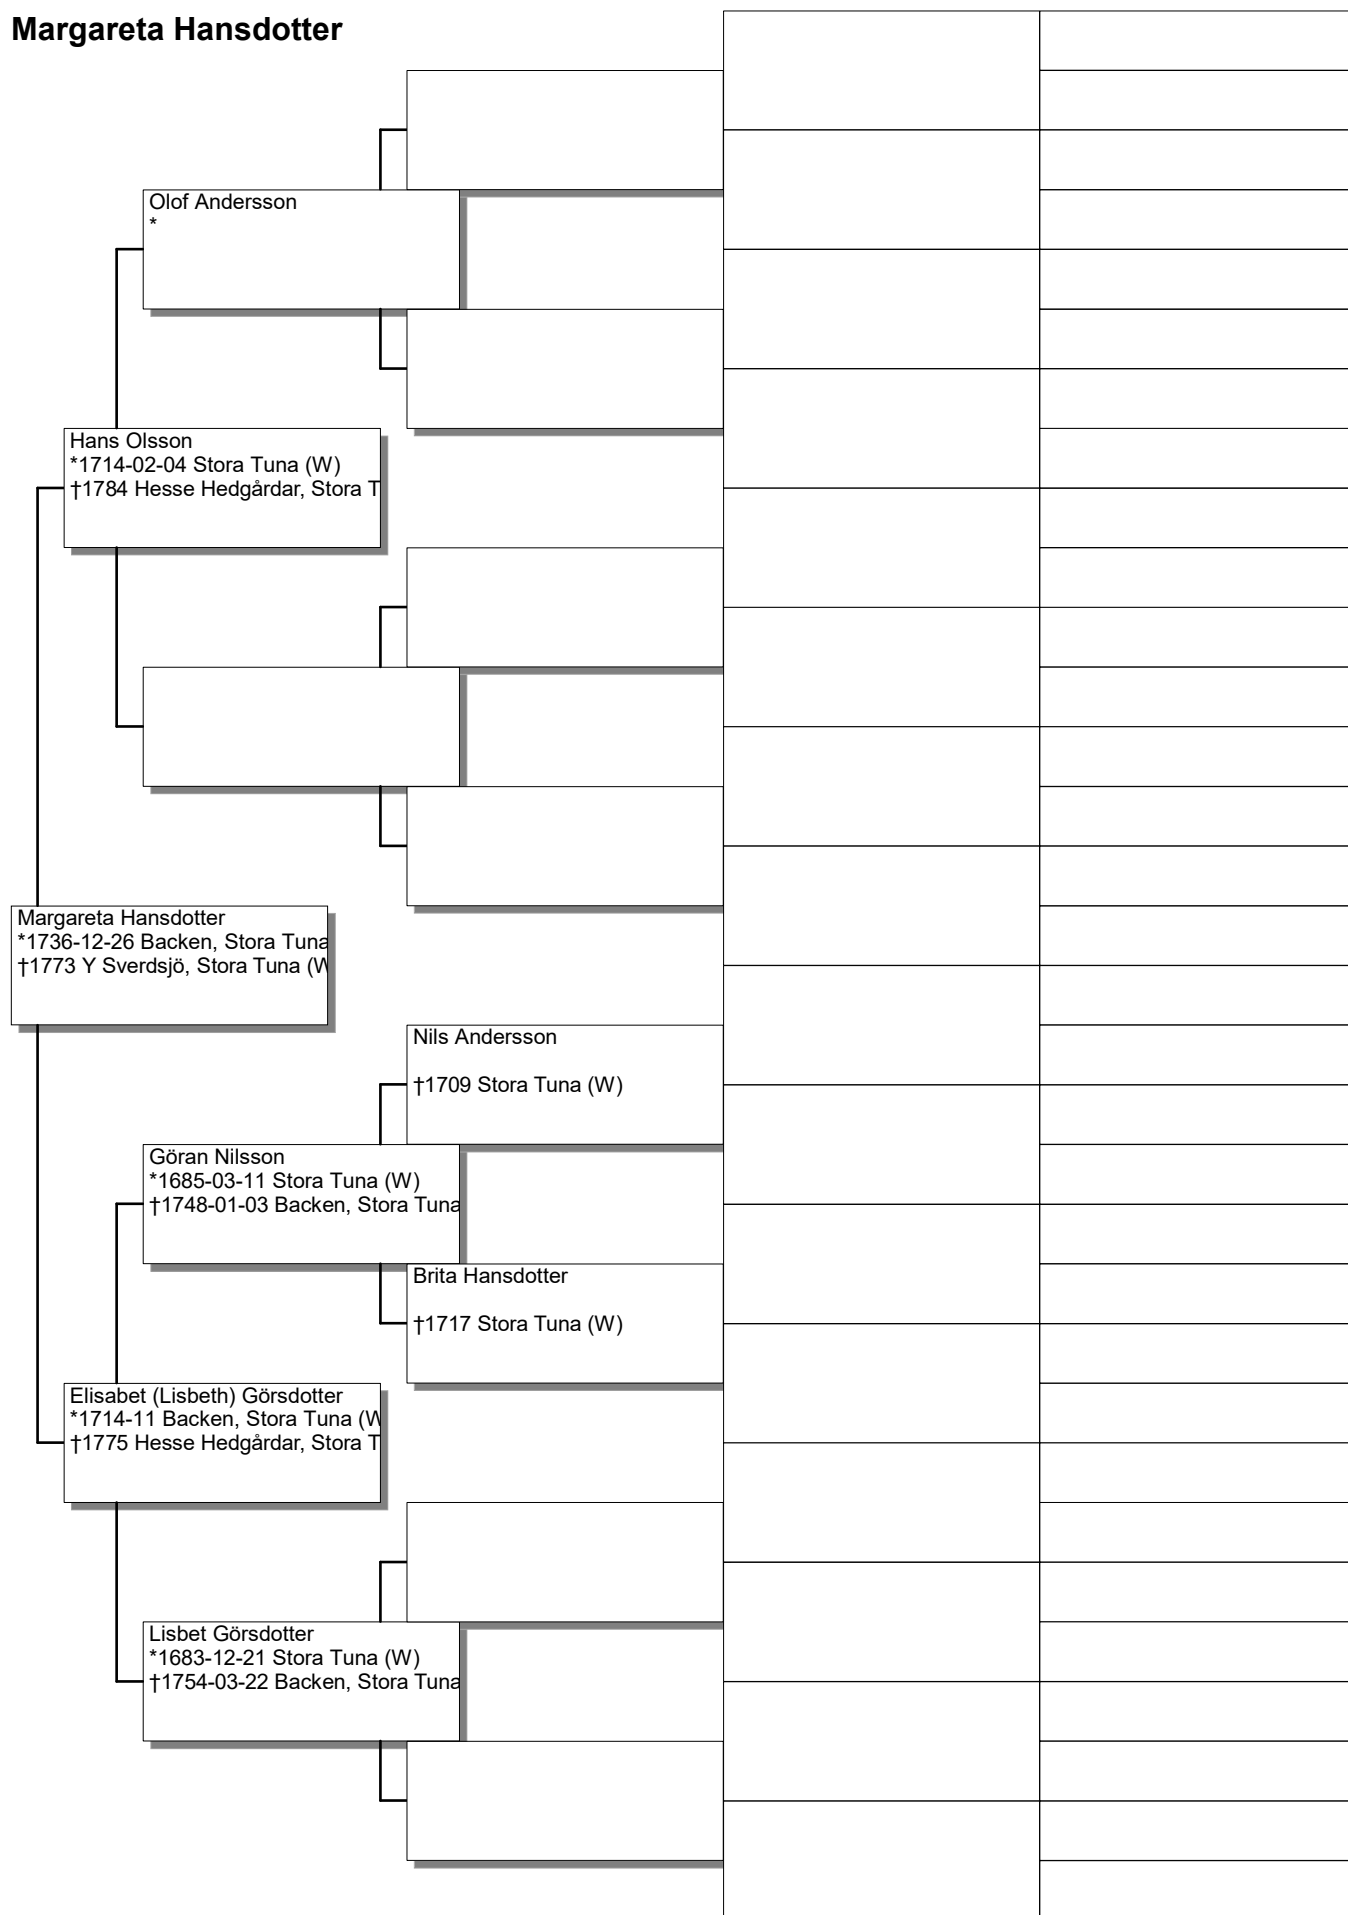 Margareta Hansdotter
Olof Andersson
*
Hans Olsson
*1714-02-04 Stora Tuna (W)
†1784 Hesse Hedgårdar, Stora T
Margareta Hansdotter
*1736-12-26 Backen, Stora Tuna
†1773 Y Sverdsjö, Stora Tuna (W
Nils Andersson
†1709 Stora Tuna (W)
Göran Nilsson
*1685-03-11 Stora Tuna (W)
†1748-01-03 Backen, Stora Tuna
Brita Hansdotter
†1717 Stora Tuna (W)
Elisabet (Lisbeth) Görsdotter
*1714-11 Backen, Stora Tuna (W
†1775 Hesse Hedgårdar, Stora T
Lisbet Görsdotter
*1683-12-21 Stora Tuna (W)
†1754-03-22 Backen, Stora Tuna